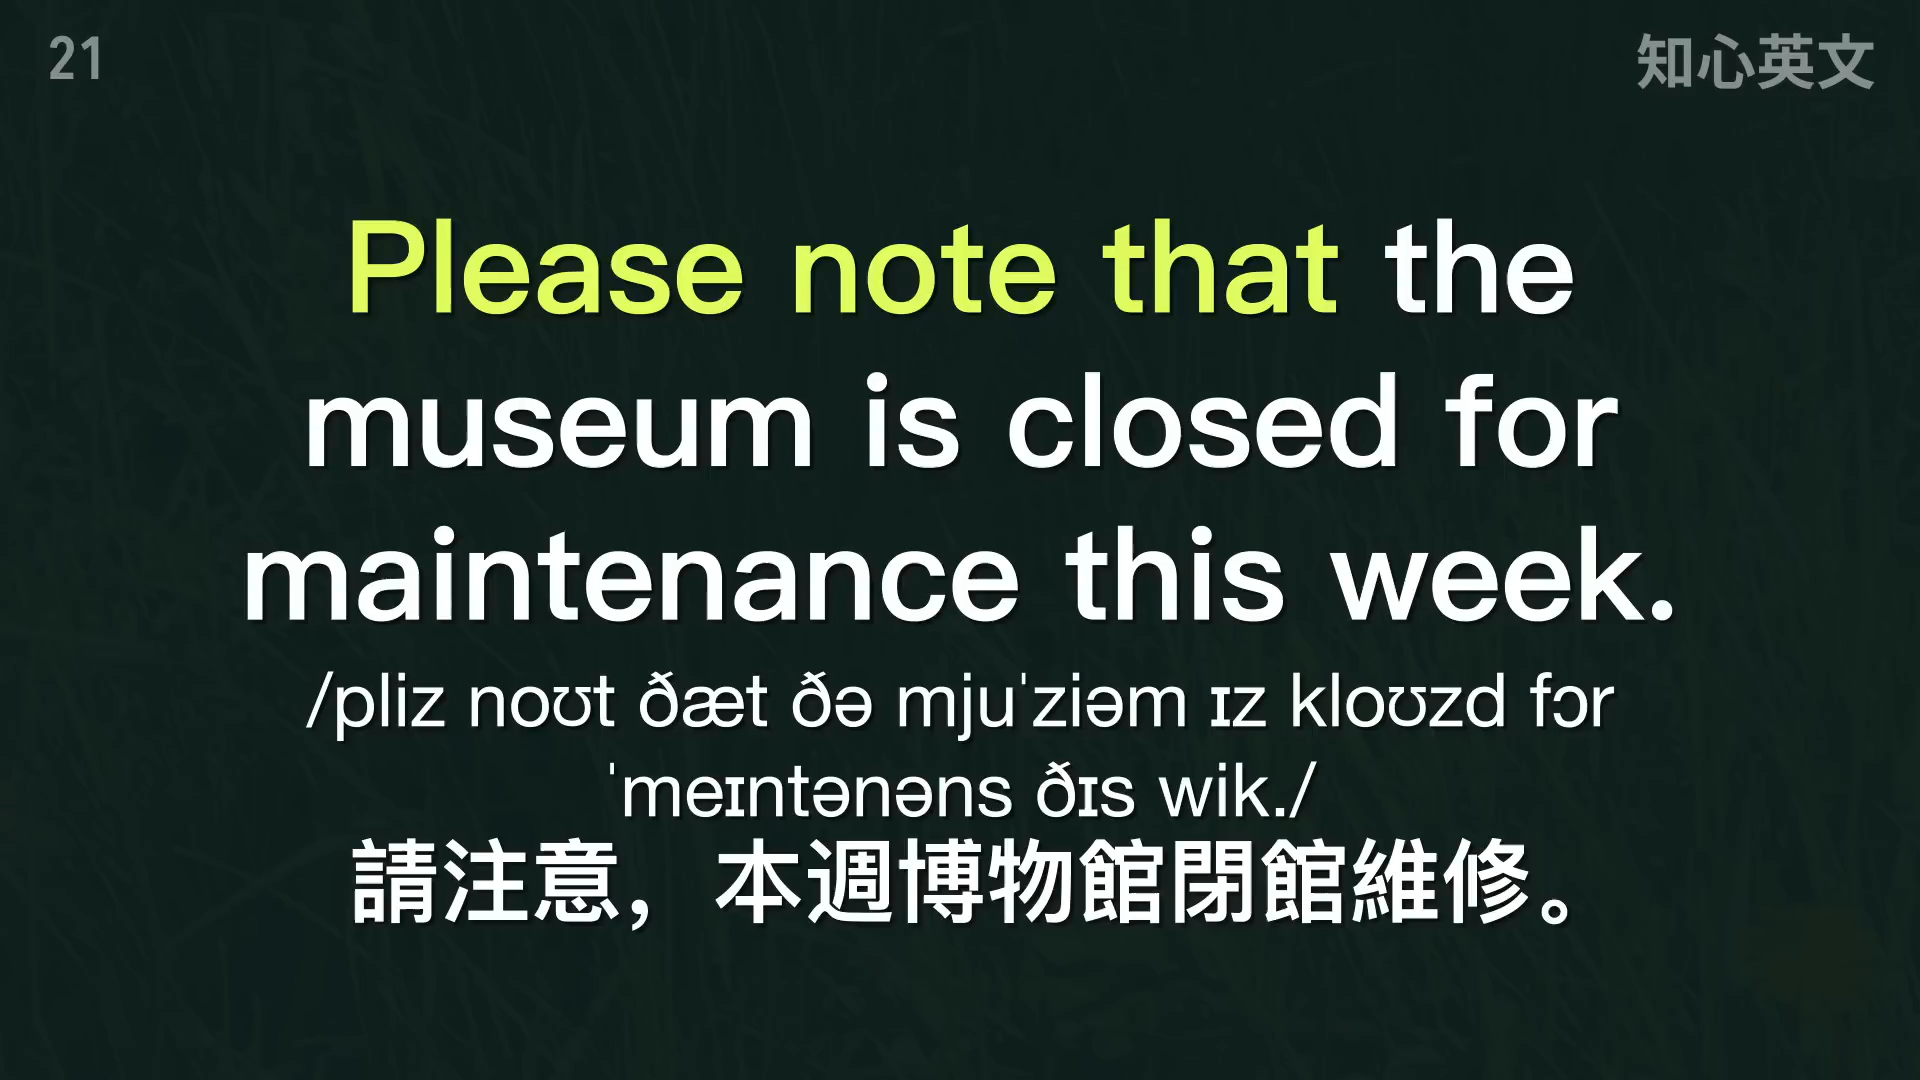 21
知心英文
Please note that the
museum is closed for
maintenance this week.
/pliz noʊt ðæt ðə mjuˈziəm ɪz kloʊzd fɔr
ˈmeɪntənəns ðɪs wik./
請注意，本週博物館閉館維修。